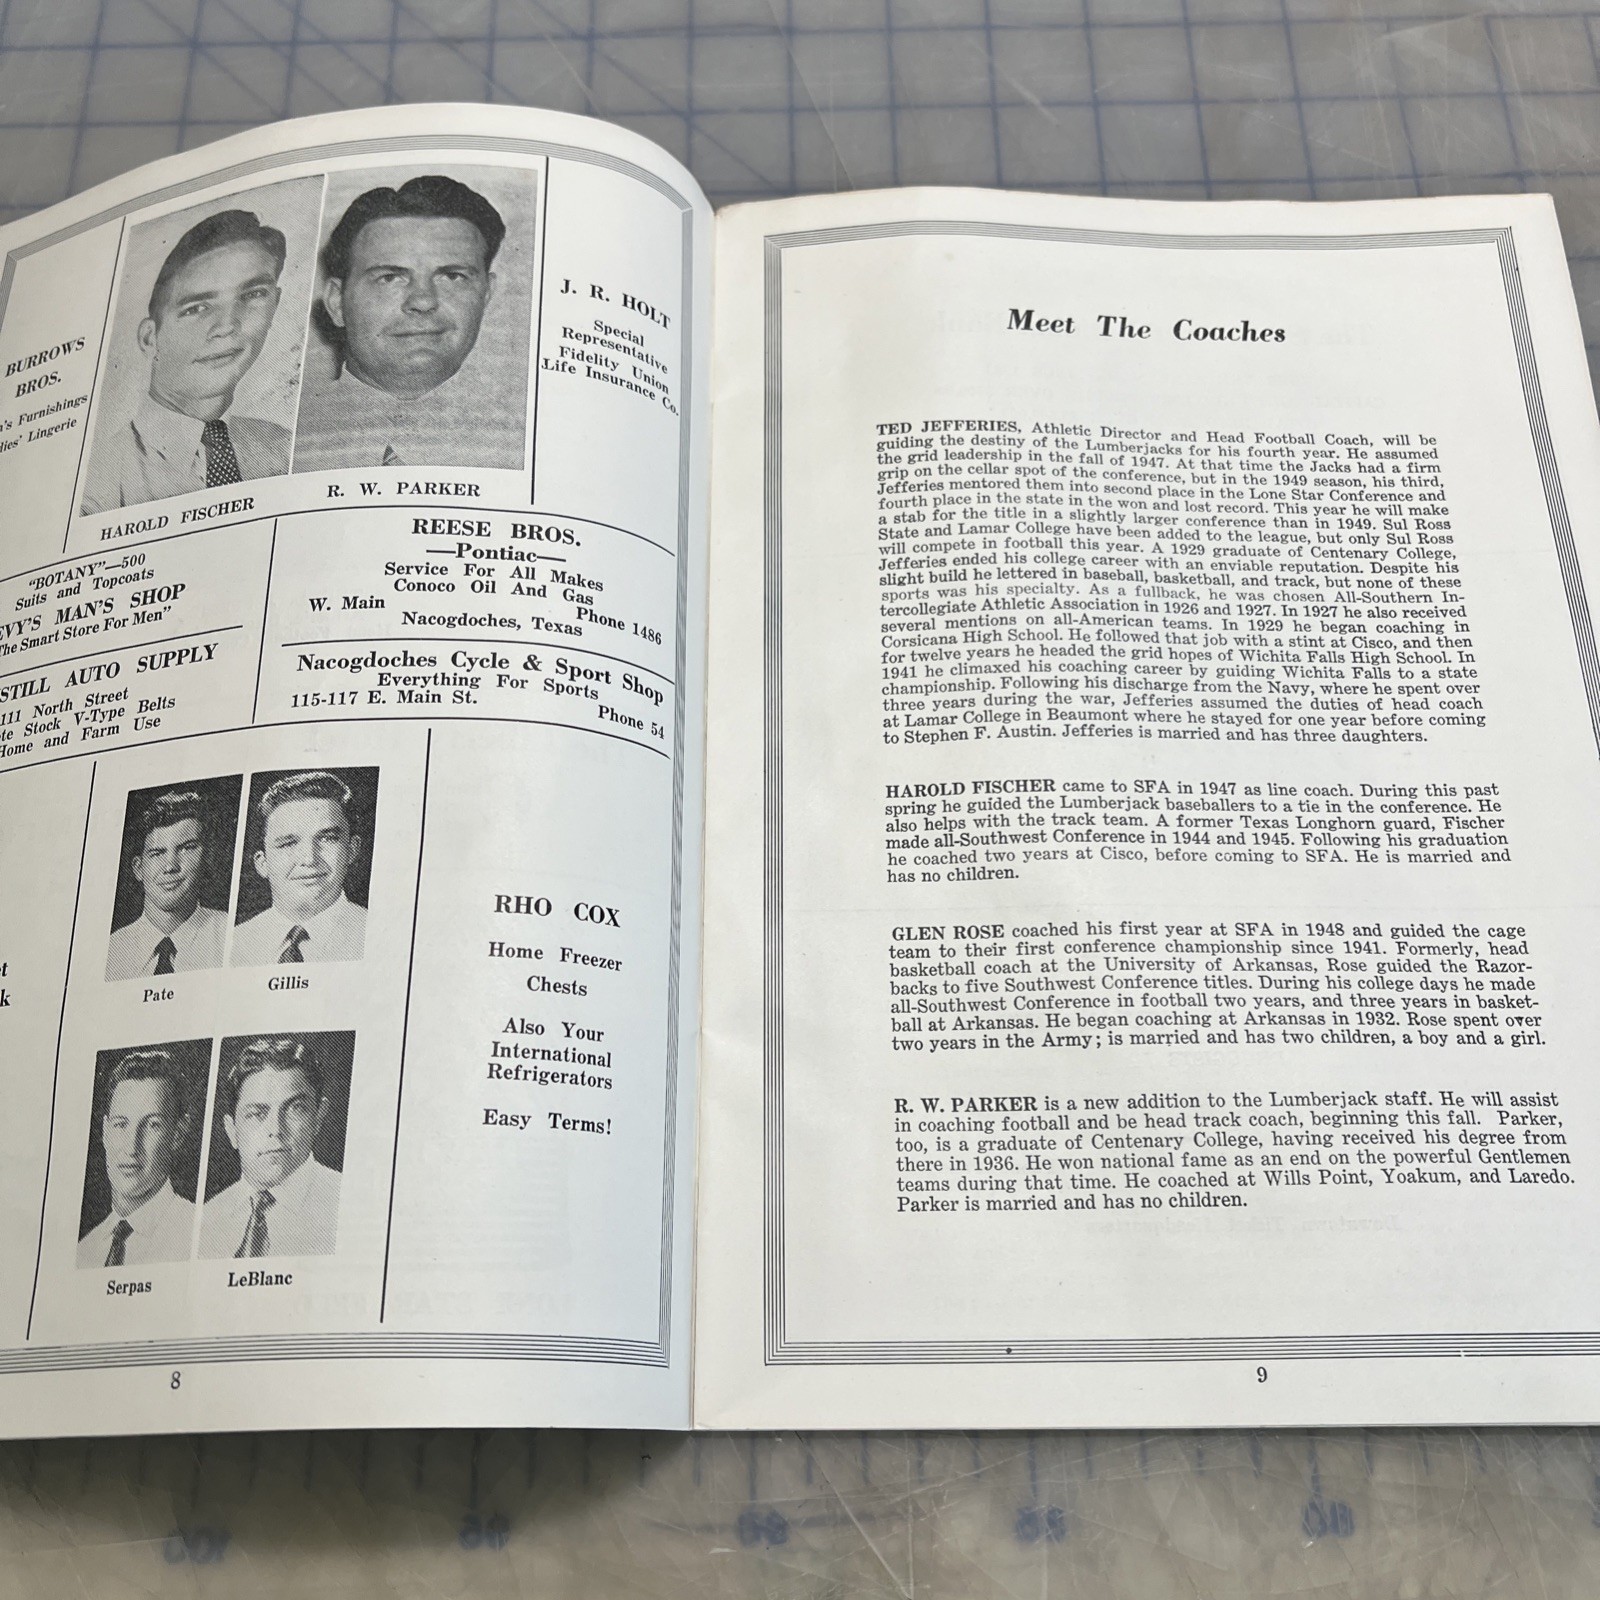 BURROWS
BROS.
Furnishings
Lingerie
HAROLD FISCHER
R. W. PARKER
J. R. HOLT
Special
Representative
Fidelity Union
Life Insurance Co.
"BOTANY"—500
Suits and Topcoats
MAN'S SHOP
The Smart Store For Men"
REESE BROS.
—Pontiac—
Service For All Makes
Conoco Oil And Gas
W. Main Phone 1486
Nacogdoches, Texas
AUTO SUPPLY
111 North Street
Stock V-Type Belts
Home and Farm Use
Nacogdoches Cycle & Sport Shop
Everything For Sports
115-117 E. Main St. Phone 54
Pate
Gillis
Serpas
LeBlanc
RHO COX
Home Freezer
Chests
Also Your
International
Refrigerators
Easy Terms!
8
Meet The Coaches
TED JEFFERIES, Athletic Director and Head Football Coach, will be
guiding the destiny of the Lumberjacks for his fourth year. He assumed
the grid leadership in the fall of 1947. At that time the Jacks had a firm
grip on the cellar spot of the conference, but in the 1949 season, his third,
Jefferies mentored them into second place in the Lone Star Conference and
fourth place in the state in the won and lost record. This year he will make
a stab for the title in a slightly larger conference than in 1949. Sul Ross
State and Lamar College have been added to the league, but only Sul Ross
will compete in football this year. A 1929 graduate of Centenary College,
Jefferies ended his college career with an enviable reputation. Despite his
slight build he lettered in baseball, basketball, and track, but none of these
sports was his specialty. As a fullback, he was chosen All-Southern In-
tercollegiate Athletic Association in 1926 and 1927. In 1927 he also received
several mentions on all-American teams. In 1929 he began coaching in
Corsicana High School. He followed that job with a stint at Cisco, and then
for twelve years he headed the grid hopes of Wichita Falls High School. In
1941 he climaxed his coaching career by guiding Wichita Falls to a state
championship. Following his discharge from the Navy, where he spent over
three years during the war, Jefferies assumed the duties of head coach
at Lamar College in Beaumont where he stayed for one year before coming
to Stephen F. Austin. Jefferies is married and has three daughters.
HAROLD FISCHER came to SFA in 1947 as line coach. During this past
spring he guided the Lumberjack baseballers to a tie in the conference. He
also helps with the track team. A former Texas Longhorn guard, Fischer
made all-Southwest Conference in 1944 and 1945. Following his graduation
he coached two years at Cisco, before coming to SFA. He is married and
has no children.
GLEN ROSE coached his first year at SFA in 1948 and guided the cage
team to their first conference championship since 1941. Formerly, head
basketball coach at the University of Arkansas, Rose guided the Razor-
backs to five Southwest Conference titles. During his college days he made
all-Southwest Conference in football two years, and three years in basket-
ball at Arkansas. He began coaching at Arkansas in 1932. Rose spent over
two years in the Army; is married and has two children, a boy and a girl.
R. W. PARKER is a new addition to the Lumberjack staff. He will assist
in coaching football and be head track coach, beginning this fall. Parker,
too, is a graduate of Centenary College, having received his degree from
there in 1936. He won national fame as an end on the powerful Gentlemen
teams during that time. He coached at Wills Point, Yoakum, and Laredo.
Parker is married and has no children.
9